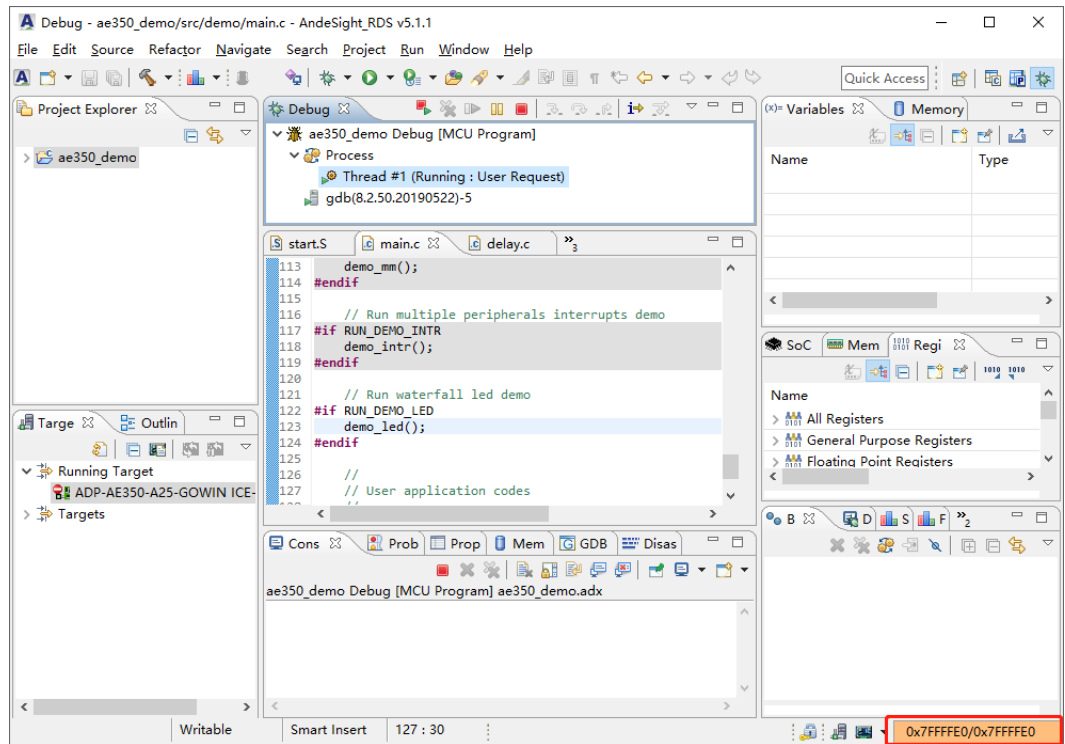 Debug - ae350_demo/src/demo/main.c - AndeSight_RDS v5.1.1
File Edit Source Refactor Navigate Search Project Run Window Help
Quick Access
Project Explorer
ae350_demo
Debug
ae350_demo Debug [MCU Program]
Process
Thread #1 (Running : User Request)
gdb(8.2.50.20190522)-5
(x)= Variables Memory
Name Type
start.S main.c delay.c »3
113 demo_mm();
114 #endif
115
116 // Run multiple peripherals interrupts demo
117 #if RUN_DEMO_INTR
118 demo_intr();
119 #endif
120
121 // Run waterfall led demo
122 #if RUN_DEMO_LED
123 demo_led();
124 #endif
125
126 //
127 // User application codes
SoC Mem Regi
Name
All Registers
General Purpose Registers
Floating Point Registers
Targe Outlin
Running Target
ADP-AE350-A25-GOWIN ICE-
Targets
B D S F »2
Cons Prob Prop Mem GDB Disas
ae350_demo Debug [MCU Program] ae350_demo.adx
Writable Smart Insert 127 : 30 0x7FFFFE0/0x7FFFFE0